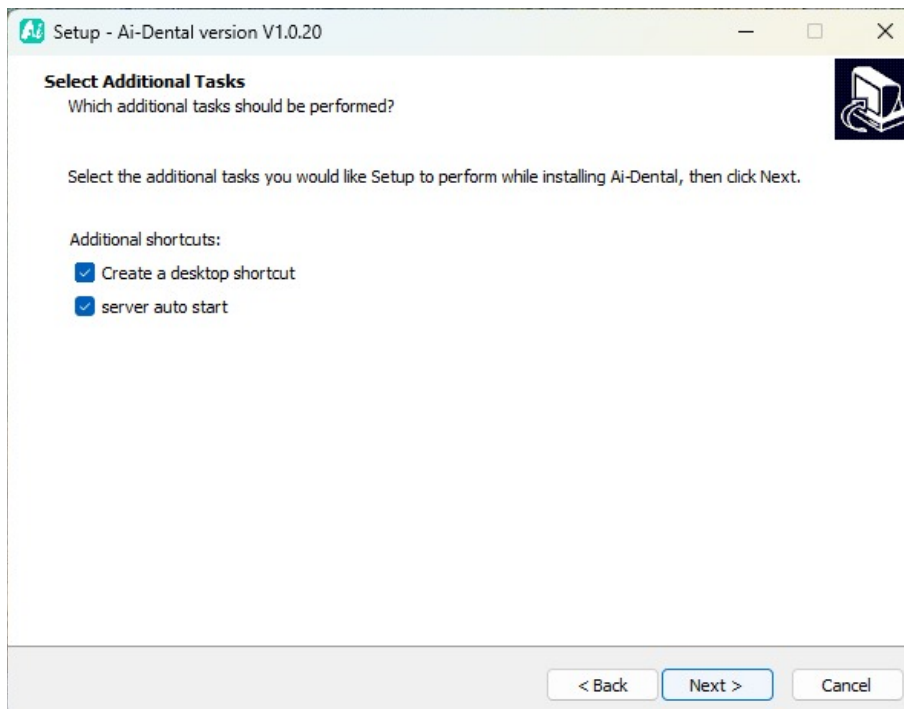 Ai Setup - Ai-Dental version V1.0.20
Select Additional Tasks
Which additional tasks should be performed?
Select the additional tasks you would like Setup to perform while installing Ai-Dental, then click Next.
Additional shortcuts:
Create a desktop shortcut
server auto start
< Back Next > Cancel